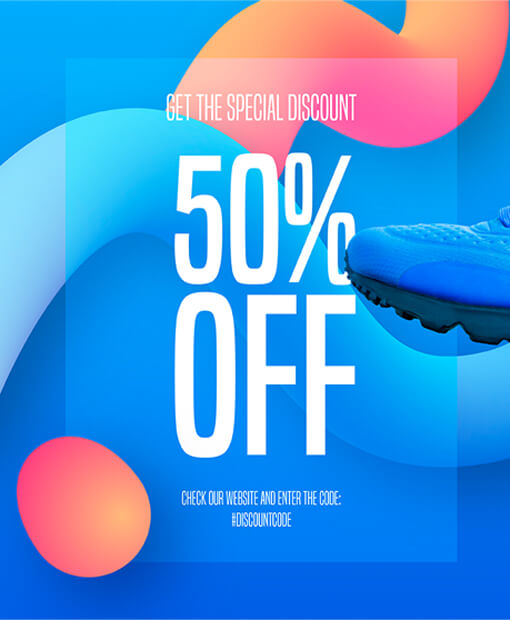 GET THE SPECIAL DISCOUNT
50%
OFF
CHECK OUR WEBSITE AND ENTER THE CODE:
#DISCOUNTCODE